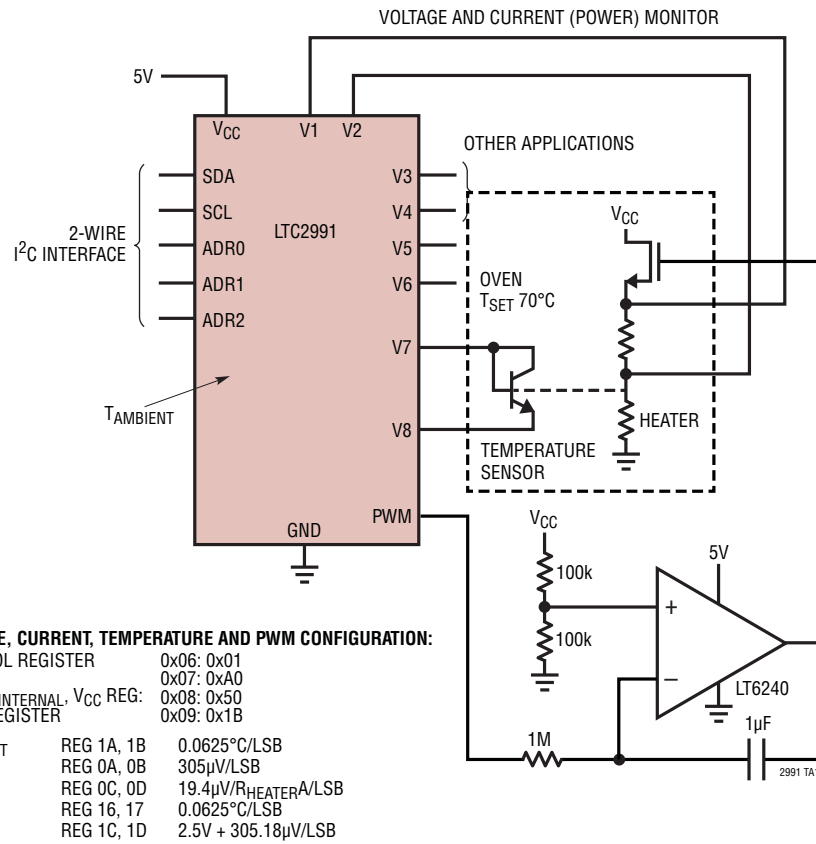 VOLTAGE AND CURRENT (POWER) MONITOR
5V
VCC
V1
V2
OTHER APPLICATIONS
SDA
SCL
ADR0
ADR1
ADR2
2-WIRE
I2C INTERFACE
LTC2991
V3
V4
V5
V6
V7
V8
TAMBIENT
GND
PWM
VCC
OVEN
TSET 70°C
HEATER
TEMPERATURE
SENSOR
VCC
100k
100k
5V
+
–
LT6240
1M
1µF
2991 TA
E, CURRENT, TEMPERATURE AND PWM CONFIGURATION:
OL REGISTER 0x06: 0x01
0x07: 0xA0
INTERNAL, VCC REG: 0x08: 0x50
EGISTER 0x09: 0x1B
T REG 1A, 1B 0.0625°C/LSB
REG 0A, 0B 305µV/LSB
REG 0C, 0D 19.4µV/RHEATERA/LSB
REG 16, 17 0.0625°C/LSB
REG 1C, 1D 2.5V + 305.18µV/LSB